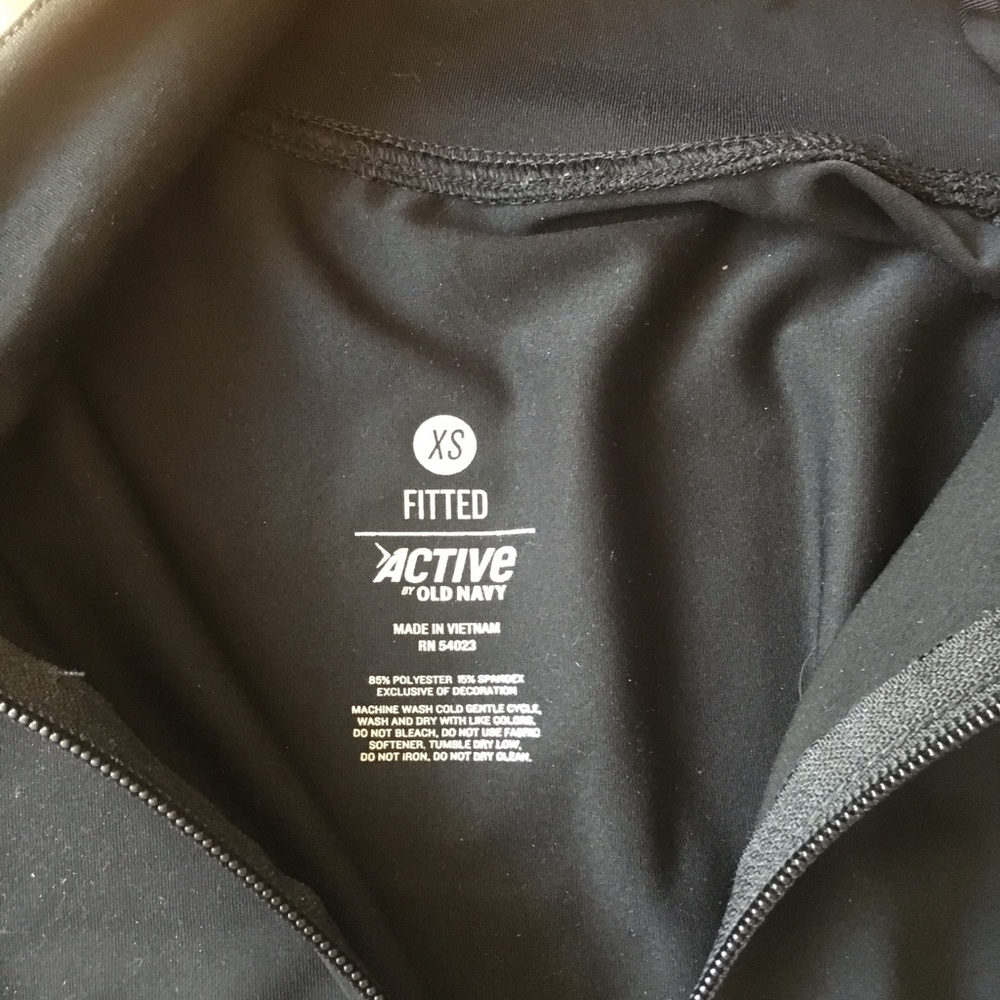 XS
FITTED
ACTIVE
BY OLD NAVY
MADE IN VIETNAM
RN 54023
85% POLYESTER 15% SPANDEX
EXCLUSIVE OF DECORATION
MACHINE WASH COLD GENTLE CYCLE,
WASH AND DRY WITH LIKE COLORS,
DO NOT BLEACH, DO NOT USE FABRIC
SOFTENER, TUMBLE DRY LOW,
DO NOT IRON, DO NOT DRY CLEAN.